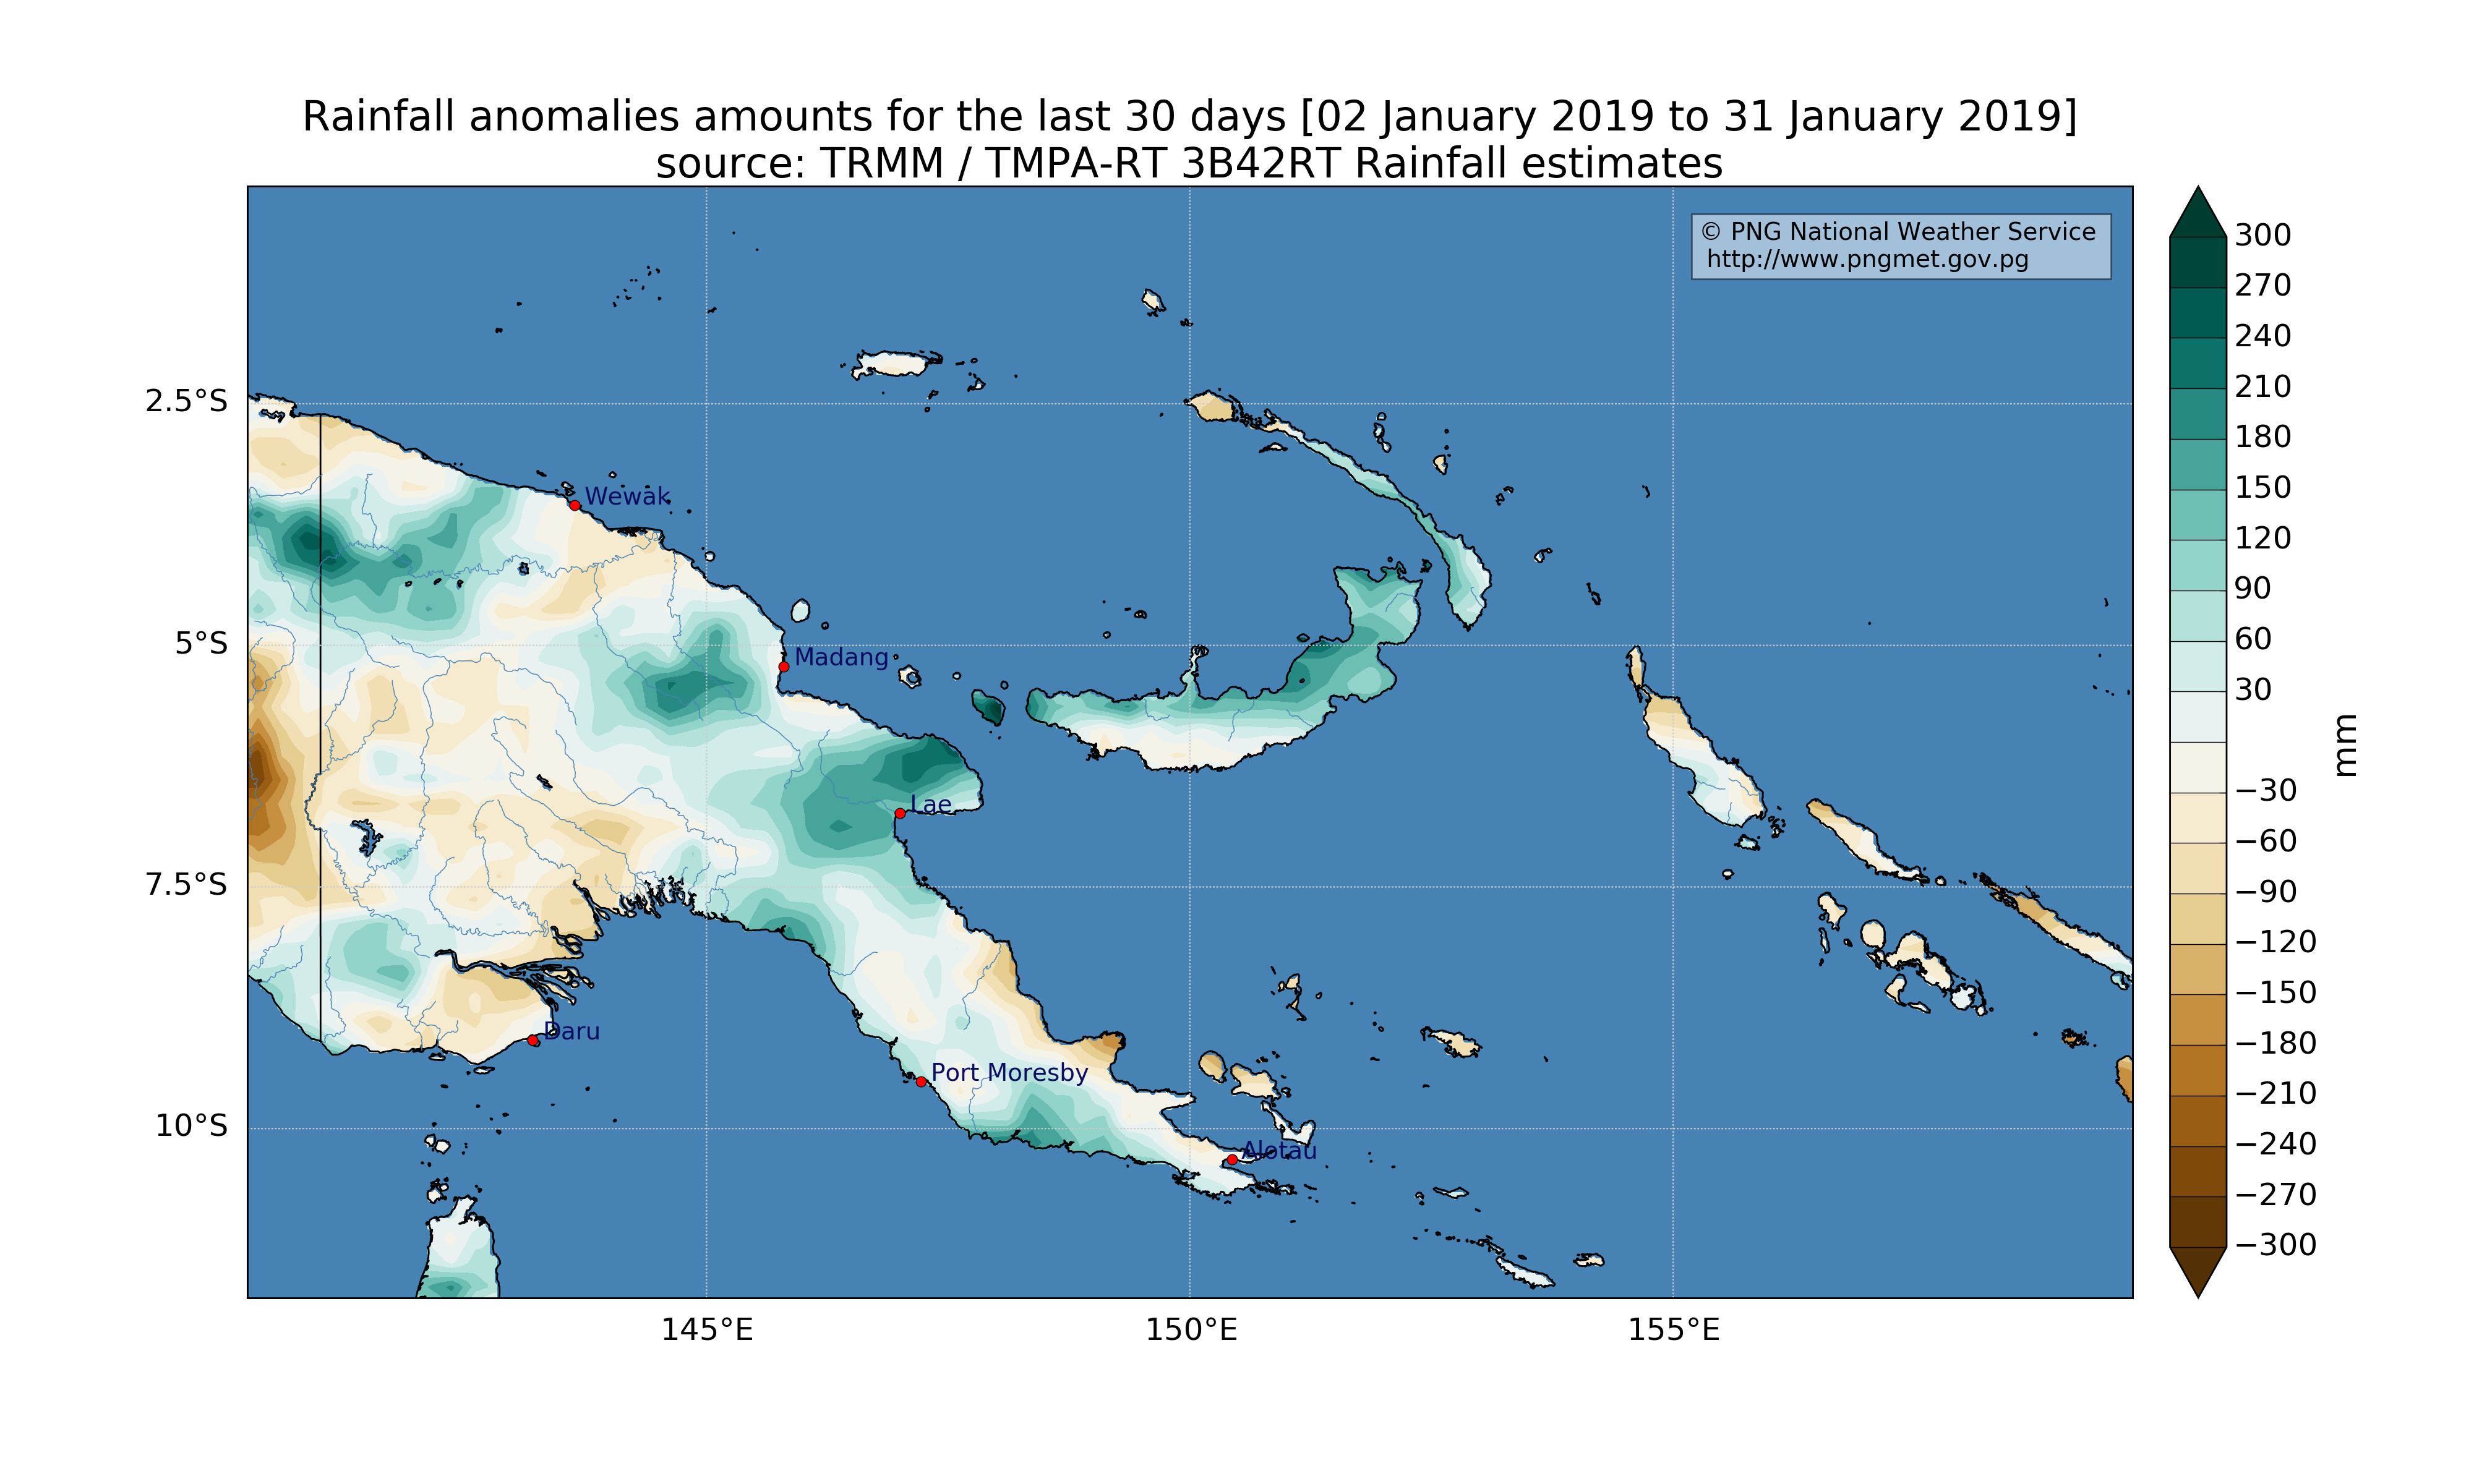 Rainfall anomalies amounts for the last 30 days [02 January 2019 to 31 January 2019]
source: TRMM / TMPA-RT 3B42RT Rainfall estimates
© PNG National Weather Service
http://www.pngmet.gov.pg
300
270
240
210
180
150
120
90
60
30
−30
−60
−90
−120
−150
−180
−210
−240
−270
−300
mm
2.5°S
5°S
7.5°S
10°S
Wewak
Madang
Lae
Daru
Port Moresby
Alotau
145°E
150°E
155°E